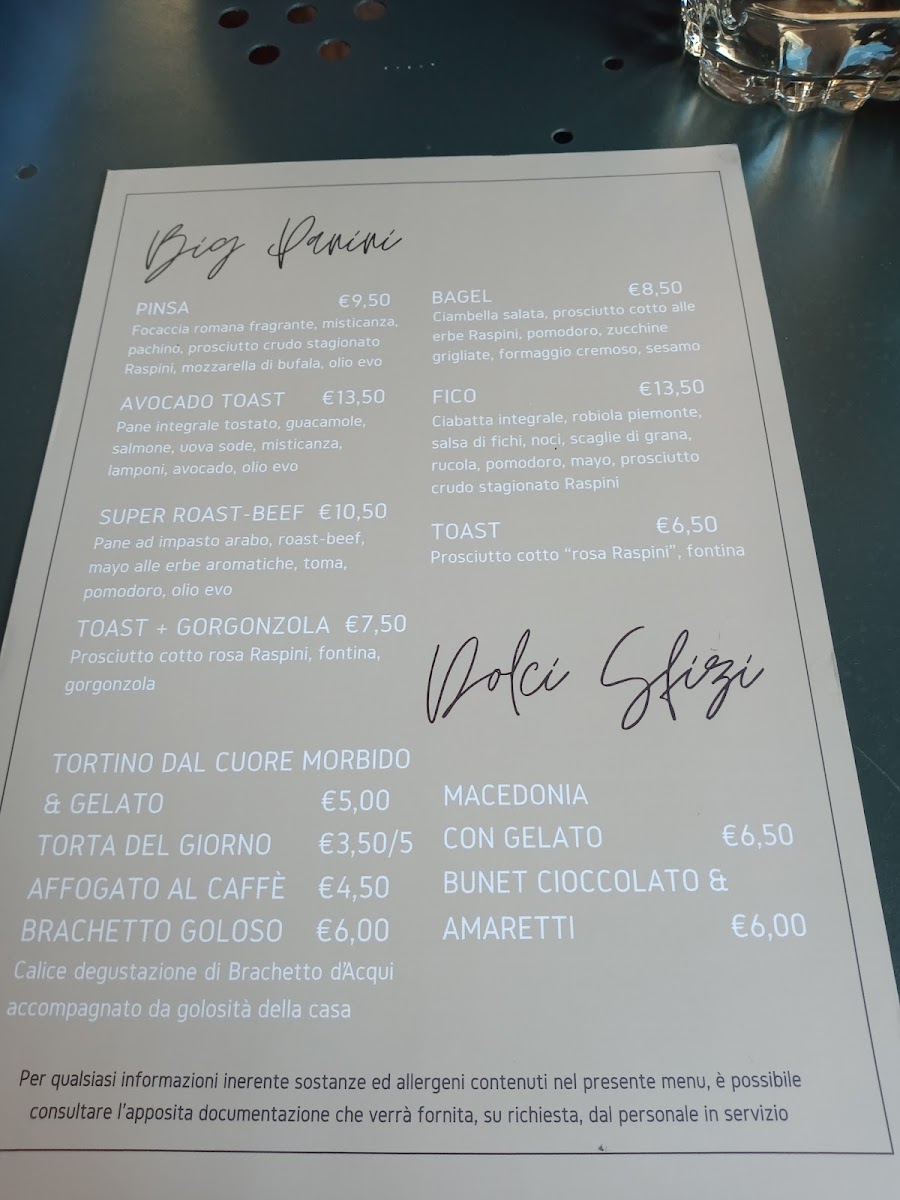 Big Panini
PINSA €9,50
Focaccia romana fragrante, misticanza,
pachino, prosciutto crudo stagionato
Raspini, mozzarella di bufala, olio evo
AVOCADO TOAST €13,50
Pane integrale tostato, guacamole,
salmone, uova sode, misticanza,
lamponi, avocado, olio evo
SUPER ROAST-BEEF €10,50
Pane ad impasto arabo, roast-beef,
mayo alle erbe aromatiche, toma,
pomodoro, olio evo
TOAST + GORGONZOLA €7,50
Prosciutto cotto rosa Raspini, fontina,
gorgonzola
BAGEL €8,50
Ciambella salata, prosciutto cotto alle
erbe Raspini, pomodoro, zucchine
grigliate, formaggio cremoso, sesamo
FICO €13,50
Ciabatta integrale, robiola piemonte,
salsa di fichi, noci, scaglie di grana,
rucola, pomodoro, mayo, prosciutto
crudo stagionato Raspini
TOAST €6,50
Prosciutto cotto “rosa Raspini”, fontina
Dolci Sfizi
TORTINO DAL CUORE MORBIDO
& GELATO €5,00
TORTA DEL GIORNO €3,50/5
AFFOGATO AL CAFFÈ €4,50
BRACHETTO GOLOSO €6,00
Calice degustazione di Brachetto d'Acqui
accompagnato da golosità della casa
MACEDONIA
CON GELATO €6,50
BUNET CIOCCOLATO &
AMARETTI €6,00
Per qualsiasi informazioni inerente sostanze ed allergeni contenuti nel presente menu, è possibile
consultare l'apposita documentazione che verrà fornita, su richiesta, dal personale in servizio